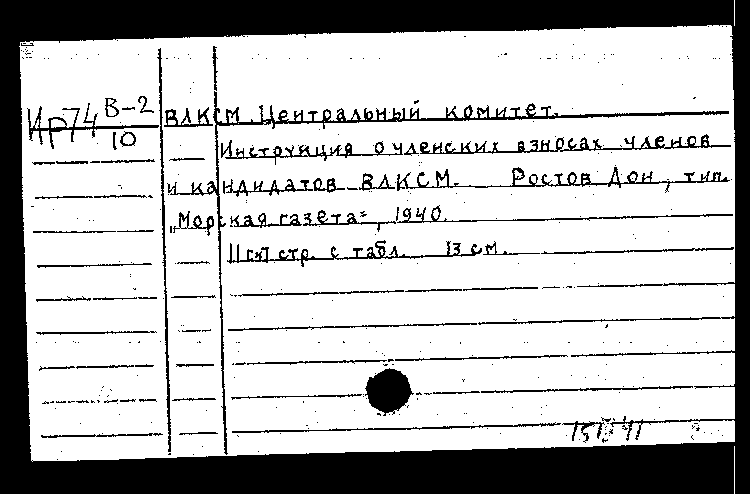 Ир74 В-2
10
ВЛКСМ Центральный комитет.
Инструкция о членских взносах членов
и кандидатов ВЛКСМ. Ростов Дон, тип.
„Морская газета", 1940.
стр. с табл. 13 см.